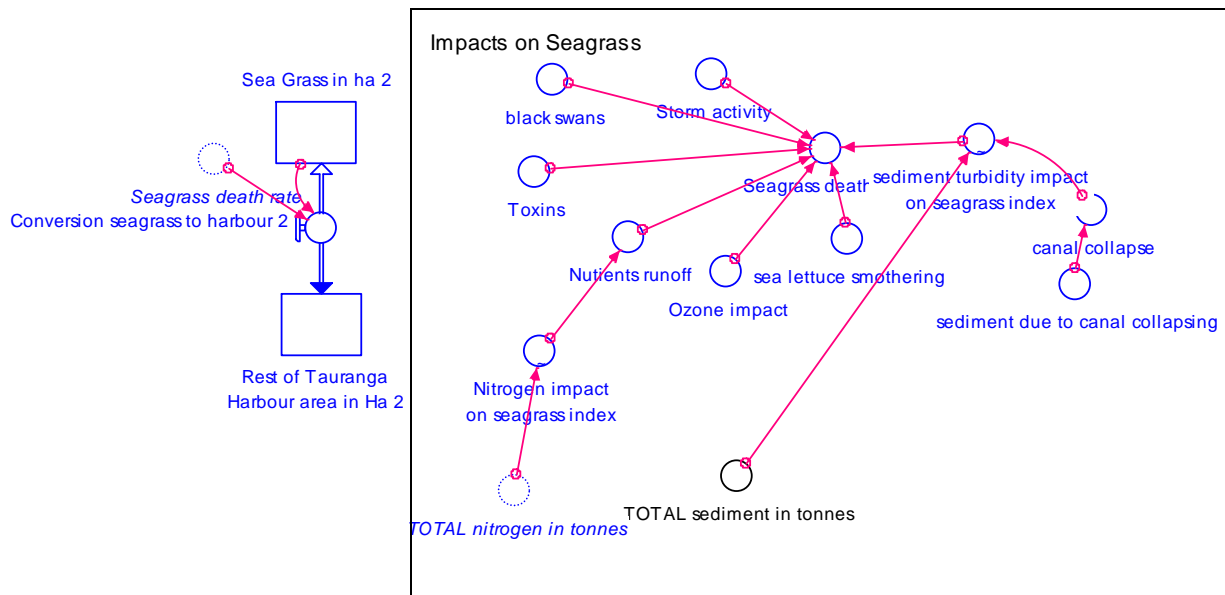 Impacts on Seagrass
Sea Grass in ha 2
black swans
Storm activity
Seagrass death rate
Conversion seagrass to harbour 2
Toxins
Seagrass death
sediment turbidity impact
on seagrass index
canal collapse
Nutients runoff
sea lettuce smothering
Ozone impact
sediment due to canal collapsing
Rest of Tauranga
Harbour area in Ha 2
Nitrogen impact
on seagrass index
TOTAL nitrogen in tonnes
TOTAL sediment in tonnes